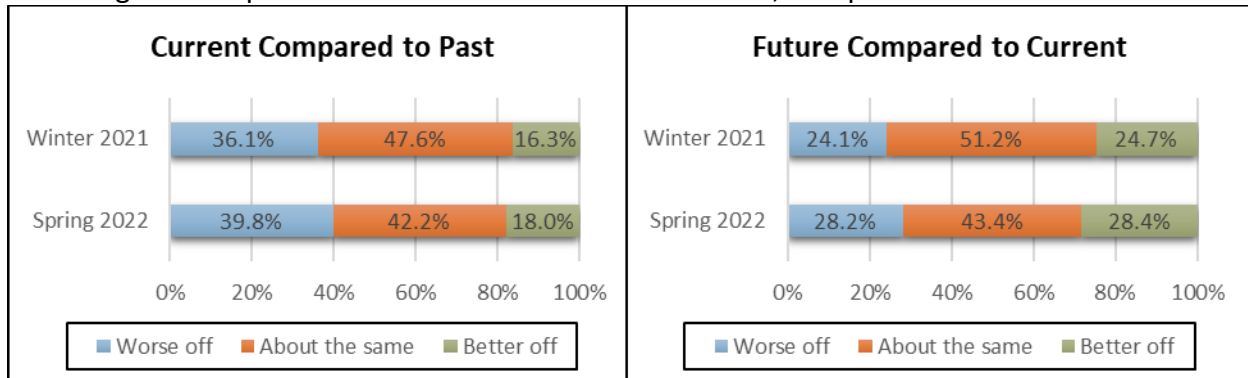 Current Compared to Past
Winter 2021 36.1% 47.6% 16.3%
Spring 2022 39.8% 42.2% 18.0%
0% 20% 40% 60% 80% 100%
Worse off About the same Better off
Future Compared to Current
Winter 2021 24.1% 51.2% 24.7%
Spring 2022 28.2% 43.4% 28.4%
0% 20% 40% 60% 80% 100%
Worse off About the same Better off